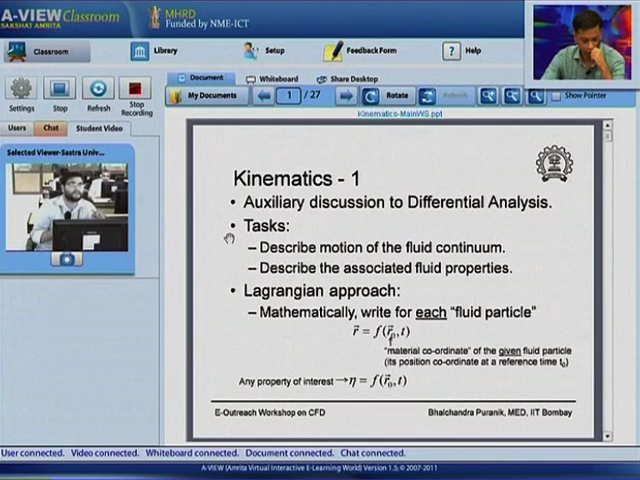 A-VIEW Classroom
SAKSHAT AMRITA
MHRD
Funded by NME-ICT
Classroom
Library
Setup
Feedback Form
? Help
Settings
Stop
Refresh
Stop Recording
Document
Whiteboard
Share Desktop
My Documents
1 / 27
Rotate
Refresh
Show Pointer
Users
Chat
Student Video
Kinematics-MainWS.ppt
Selected Viewer-Sastra Univ...
Kinematics - 1
• Auxiliary discussion to Differential Analysis.
• Tasks:
– Describe motion of the fluid continuum.
– Describe the associated fluid properties.
• Lagrangian approach:
– Mathematically, write for each "fluid particle"
r⃗ = f(r⃗₀,t)
"material co-ordinate" of the given fluid particle
(its position co-ordinate at a reference time t₀)
Any property of interest → η = f(r⃗₀,t)
E-Outreach Workshop on CFD
Bhalchandra Puranik, MED, IIT Bombay
User connected. Video connected. Whiteboard connected. Document connected. Chat connected.
A-VIEW (Amrita Virtual Interactive E-Learning World) Version 1.5; © 2007-2011